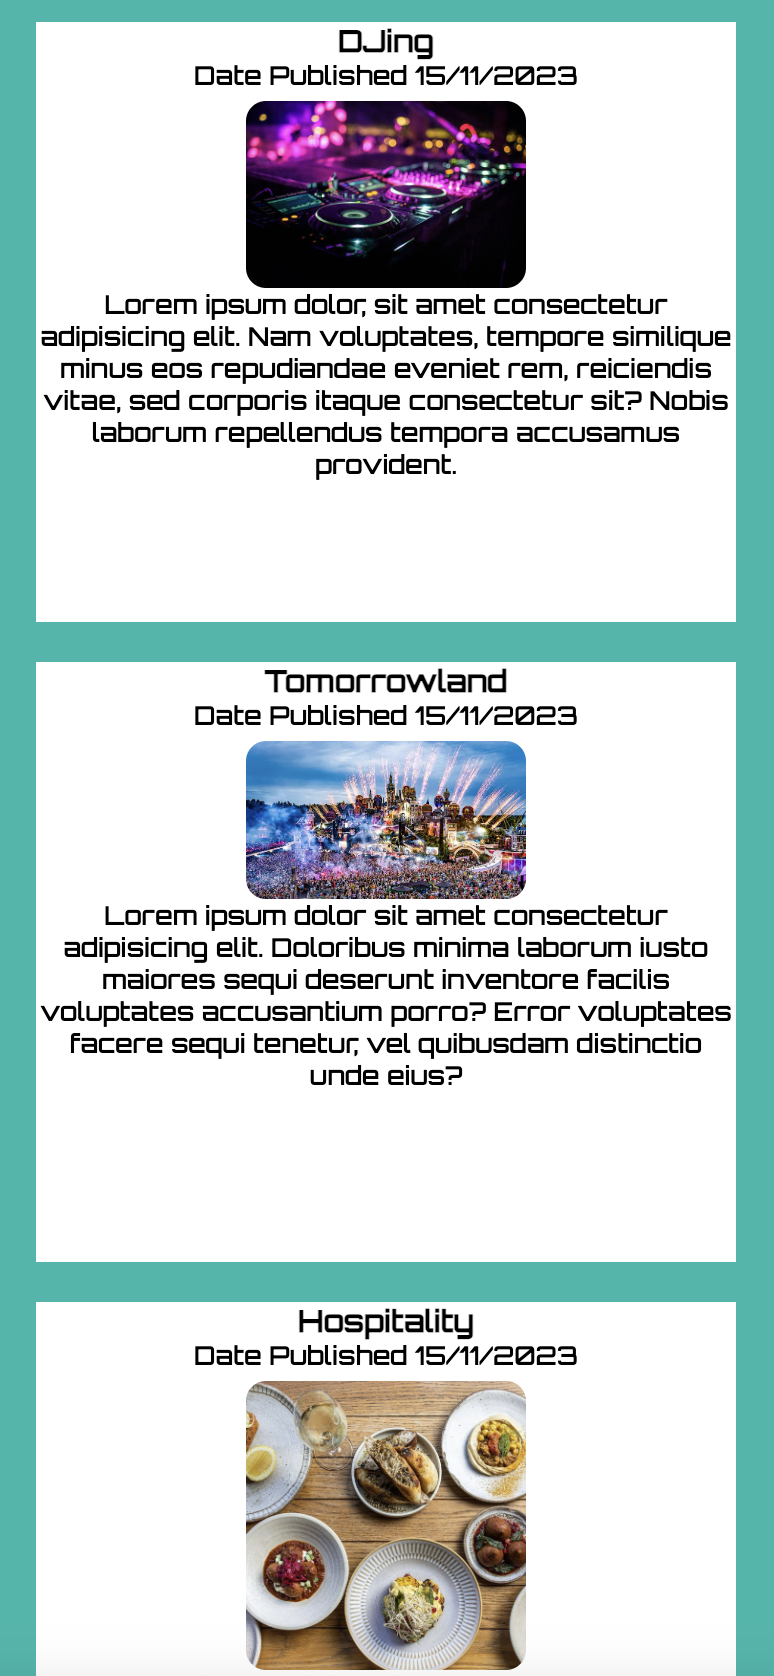 DJing
Date Published 15/11/2023
Lorem ipsum dolor, sit amet consectetur
adipisicing elit. Nam voluptates, tempore similique
minus eos repudiandae eveniet rem, reiciendis
vitae, sed corporis itaque consectetur sit? Nobis
laborum repellendus tempora accusamus
provident.
Tomorrowland
Date Published 15/11/2023
Lorem ipsum dolor sit amet consectetur
adipisicing elit. Doloribus minima laborum iusto
maiores sequi deserunt inventore facilis
voluptates accusantium porro? Error voluptates
facere sequi tenetur, vel quibusdam distinctio
unde eius?
Hospitality
Date Published 15/11/2023